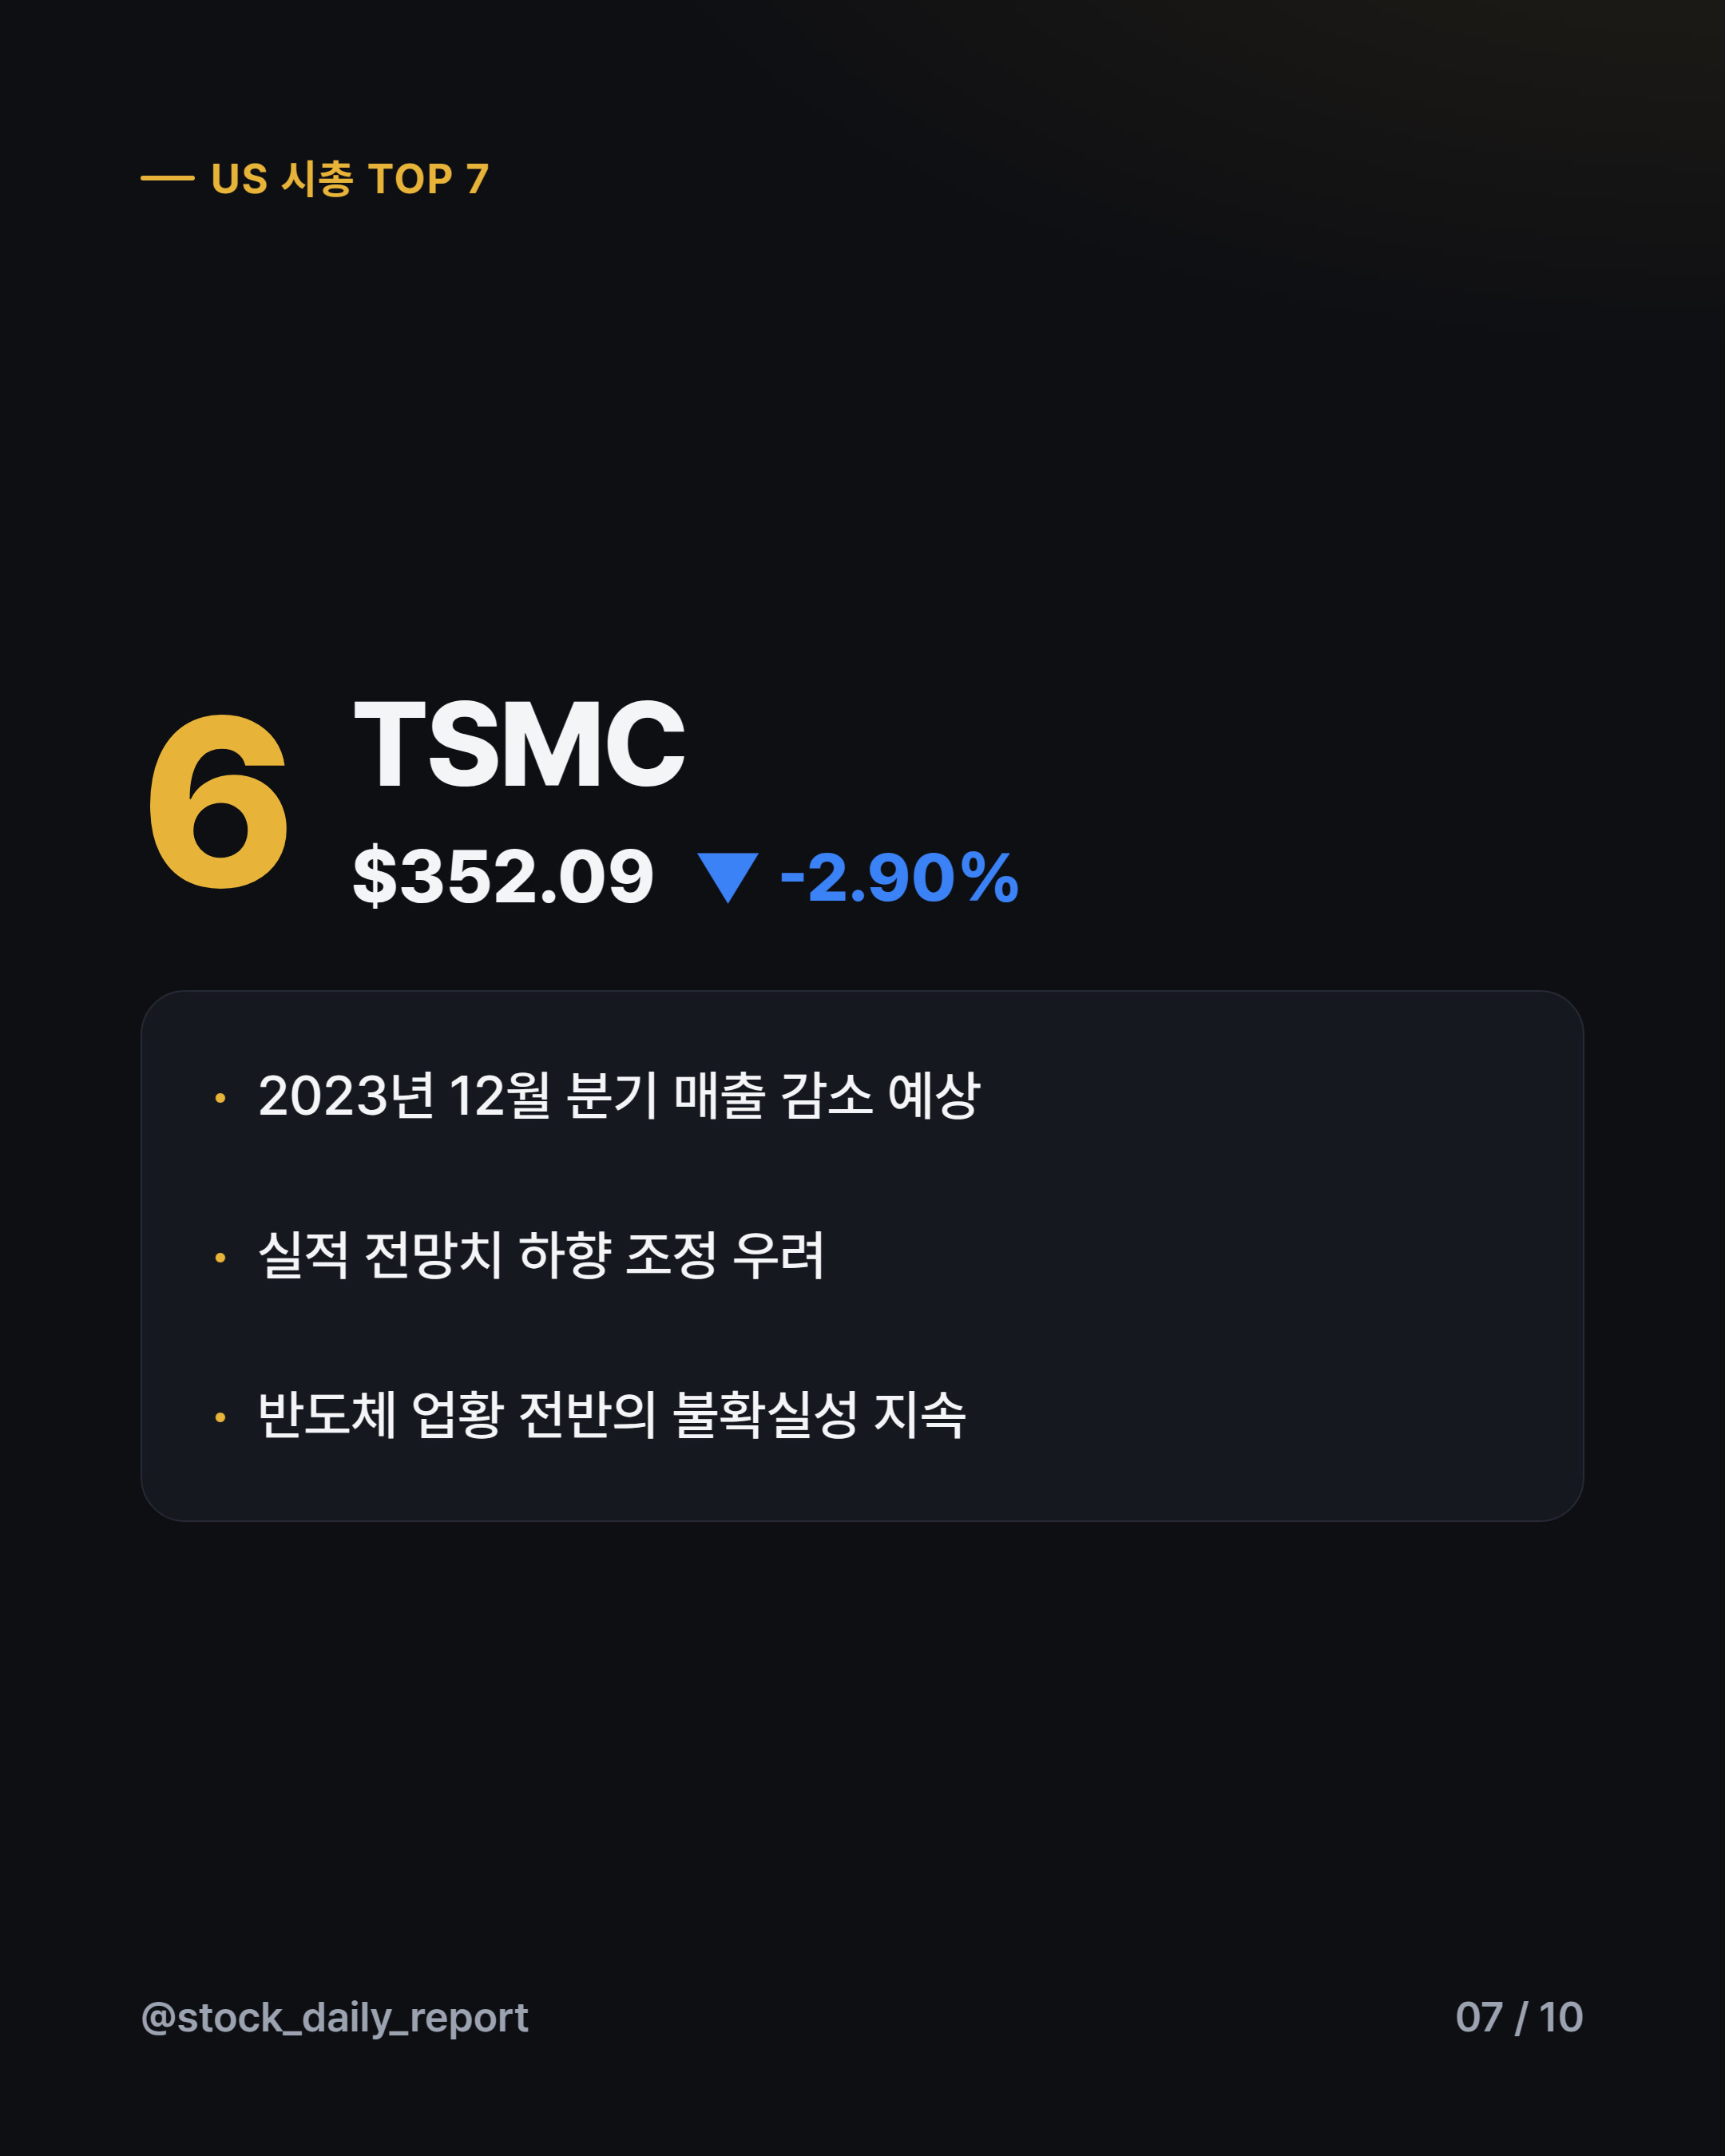 US 시총 TOP 7
6
TSMC
$352.09 ▼ -2.90%
• 2023년 12월 분기 매출 감소 예상
• 실적 전망치 하향 조정 우려
• 반도체 업황 전반의 불확실성 지속
@stock_daily_report
07 / 10